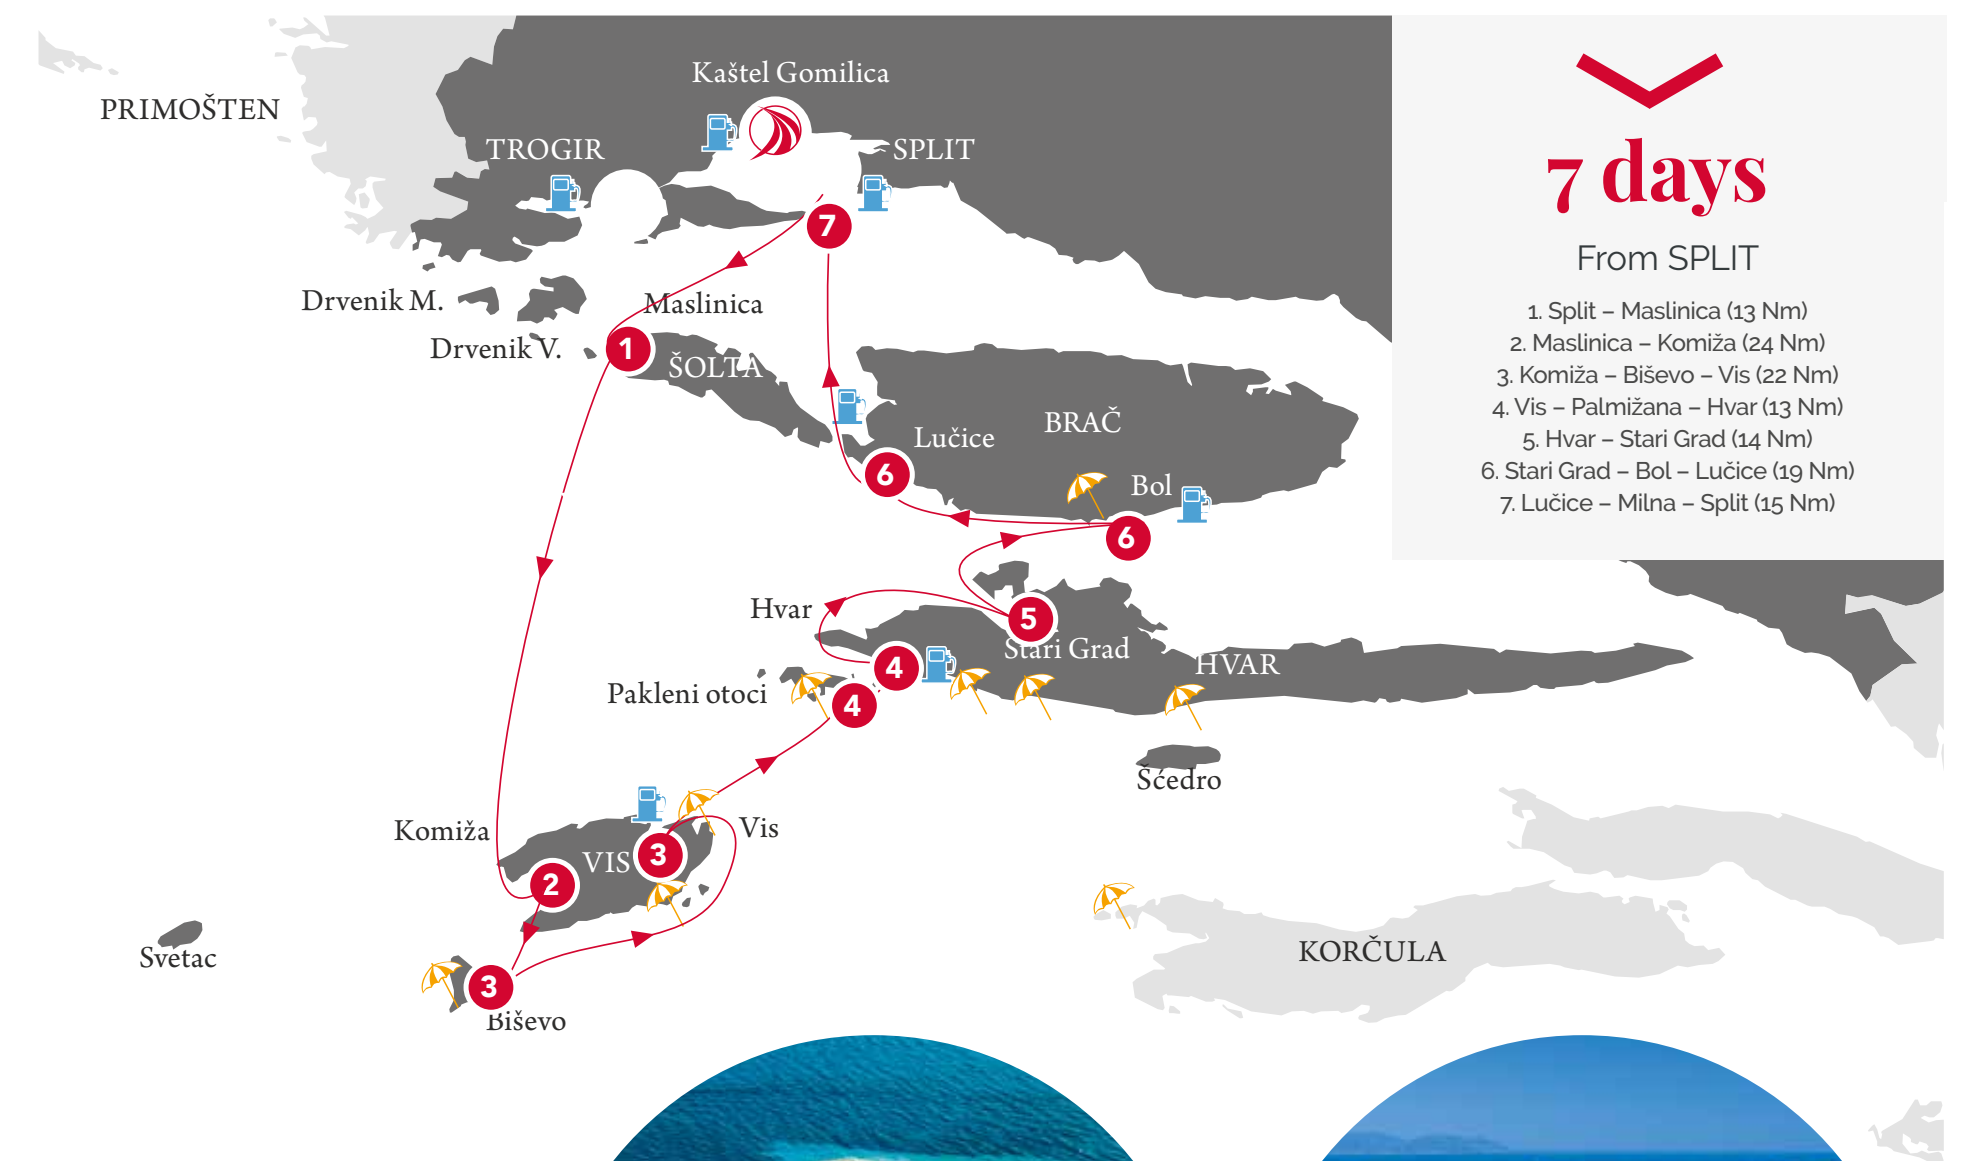 Kaštel Gomilica
PRIMOŠTEN
TROGIR
SPLIT
7
Drvenik M.
Maslinica
Drvenik V.
1
ŠOLTA
BRAČ
Lučice
6
Bol
6
Hvar
5
Stari Grad
HVAR
4
Pakleni otoci
4
Šćedro
Komiža
Vis
VIS
3
2
Svetac
KORČULA
3
Biševo
7 days
From SPLIT
1. Split – Maslinica (13 Nm)
2. Maslinica – Komiža (24 Nm)
3. Komiža – Biševo – Vis (22 Nm)
4. Vis – Palmižana – Hvar (13 Nm)
5. Hvar – Stari Grad (14 Nm)
6. Stari Grad – Bol – Lučice (19 Nm)
7. Lučice – Milna – Split (15 Nm)